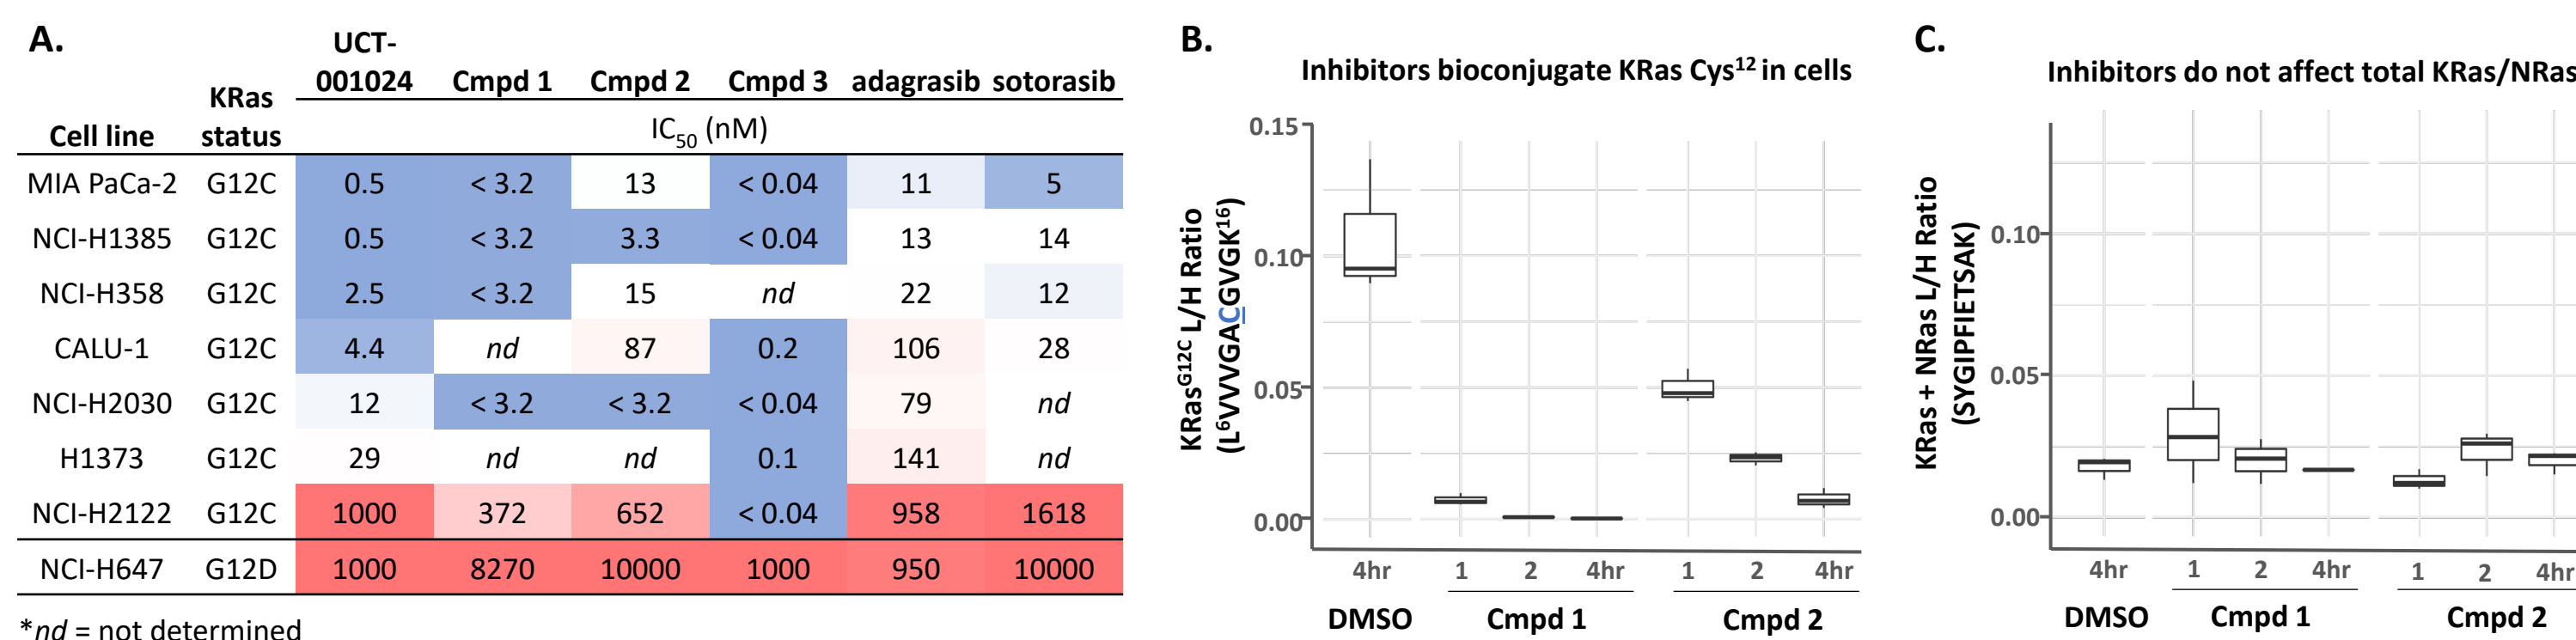 A.
UCT-
001024 Cmpd 1 Cmpd 2 Cmpd 3 adagrasib sotorasib
KRas
Cell line status IC50 (nM)
MIA PaCa-2 G12C 0.5 < 3.2 13 < 0.04 11 5
NCI-H1385 G12C 0.5 < 3.2 3.3 < 0.04 13 14
NCI-H358 G12C 2.5 < 3.2 15 nd 22 12
CALU-1 G12C 4.4 nd 87 0.2 106 28
NCI-H2030 G12C 12 < 3.2 < 3.2 < 0.04 79 nd
H1373 G12C 29 nd nd 0.1 141 nd
NCI-H2122 G12C 1000 372 652 < 0.04 958 1618
NCI-H647 G12D 1000 8270 10000 1000 950 10000
*nd = not determined
B.
Inhibitors bioconjugate KRas Cys12 in cells
KRasG12C L/H Ratio
(L6VVVGACGVGK16)
0.15
0.10
0.05
0.00
4hr 1 2 4hr 1 2 4hr
DMSO Cmpd 1 Cmpd 2
C.
Inhibitors do not affect total KRas/NRas
KRas + NRas L/H Ratio
(SYGIPFIETSAK)
0.10
0.05
0.00
4hr 1 2 4hr 1 2 4hr
DMSO Cmpd 1 Cmpd 2